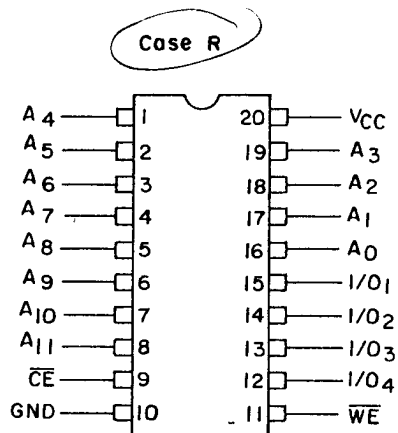 Case R
A4 1 20 VCC
A5 2 19 A3
A6 3 18 A2
A7 4 17 A1
A8 5 16 A0
A9 6 15 I/O1
A10 7 14 I/O2
A11 8 13 I/O3
C̅E̅ 9 12 I/O4
GND 10 11 W̅E̅